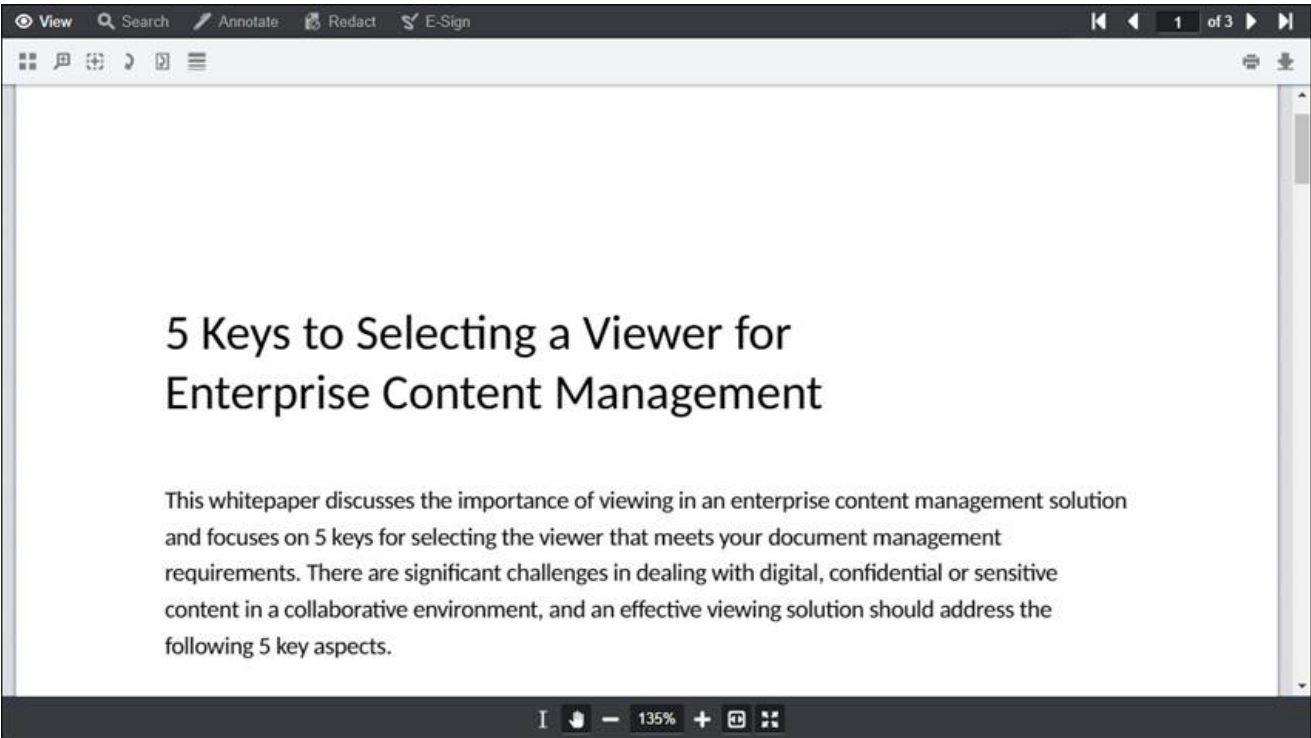 View Search Annotate Redact E-Sign 1 of 3
5 Keys to Selecting a Viewer for
Enterprise Content Management
This whitepaper discusses the importance of viewing in an enterprise content management solution
and focuses on 5 keys for selecting the viewer that meets your document management
requirements. There are significant challenges in dealing with digital, confidential or sensitive
content in a collaborative environment, and an effective viewing solution should address the
following 5 key aspects.
135%